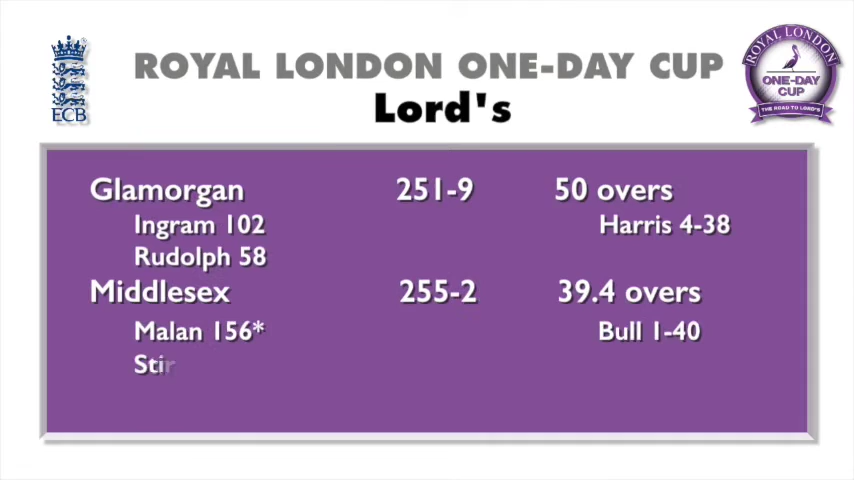 ROYAL LONDON ONE-DAY CUP
Lord's
ECB
ROYAL LONDON
ONE-DAY
CUP
THE ROAD TO LORD'S
Glamorgan 251-9 50 overs
Ingram 102 Harris 4-38
Rudolph 58
Middlesex 255-2 39.4 overs
Malan 156* Bull 1-40
Stir